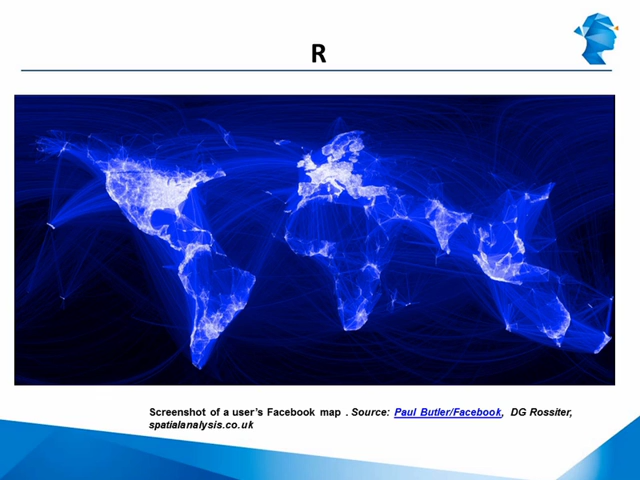 R
Screenshot of a user's Facebook map . Source: Paul Butler/Facebook, DG Rossiter,
spatialanalysis.co.uk